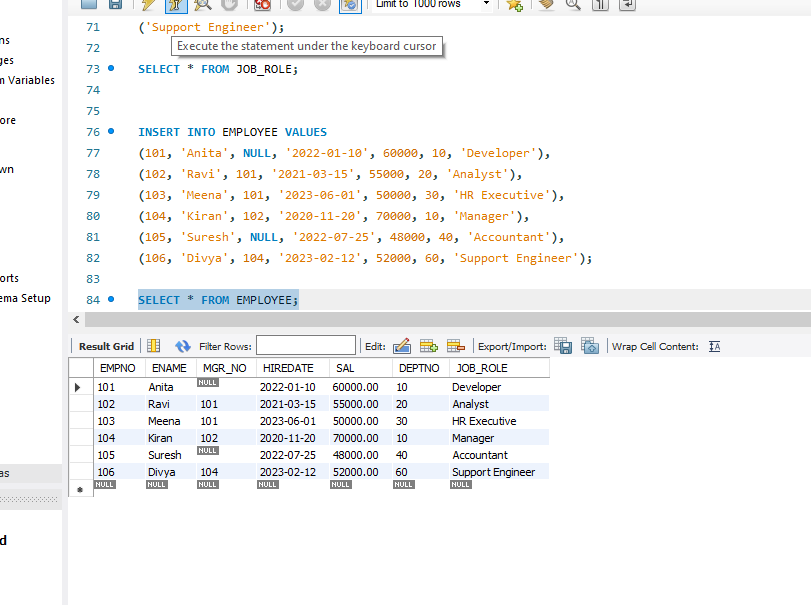 ns
ges
m Variables
ore
wn
orts
ema Setup
as
d
Limit to 1000 rows
71 ('Support Engineer');
Execute the statement under the keyboard cursor
72
73 SELECT * FROM JOB_ROLE;
74
75
76 INSERT INTO EMPLOYEE VALUES
77 (101, 'Anita', NULL, '2022-01-10', 60000, 10, 'Developer'),
78 (102, 'Ravi', 101, '2021-03-15', 55000, 20, 'Analyst'),
79 (103, 'Meena', 101, '2023-06-01', 50000, 30, 'HR Executive'),
80 (104, 'Kiran', 102, '2020-11-20', 70000, 10, 'Manager'),
81 (105, 'Suresh', NULL, '2022-07-25', 48000, 40, 'Accountant'),
82 (106, 'Divya', 104, '2023-02-12', 52000, 60, 'Support Engineer');
83
84 SELECT * FROM EMPLOYEE;
Result Grid Filter Rows: Edit: Export/Import: Wrap Cell Content:
EMPNO ENAME MGR_NO HIREDATE SAL DEPTNO JOB_ROLE
101 Anita NULL 2022-01-10 60000.00 10 Developer
102 Ravi 101 2021-03-15 55000.00 20 Analyst
103 Meena 101 2023-06-01 50000.00 30 HR Executive
104 Kiran 102 2020-11-20 70000.00 10 Manager
105 Suresh NULL 2022-07-25 48000.00 40 Accountant
106 Divya 104 2023-02-12 52000.00 60 Support Engineer
NULL NULL NULL NULL NULL NULL NULL